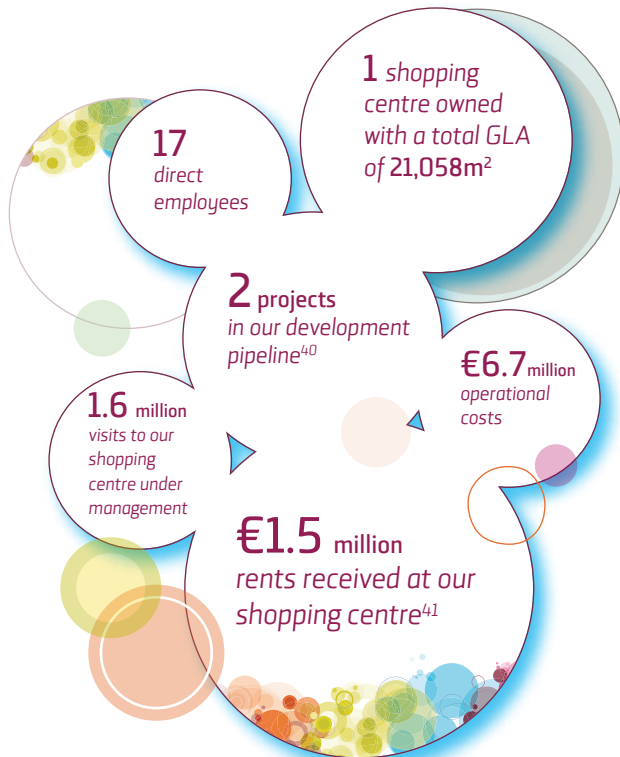 1 shopping
centre owned
with a total GLA
of 21,058m²
17
direct
employees
2 projects
in our development
pipeline⁴⁰
€6.7 million
operational
costs
1.6 million
visits to our
shopping
centre under
management
€1.5 million
rents received at our
shopping centre⁴¹